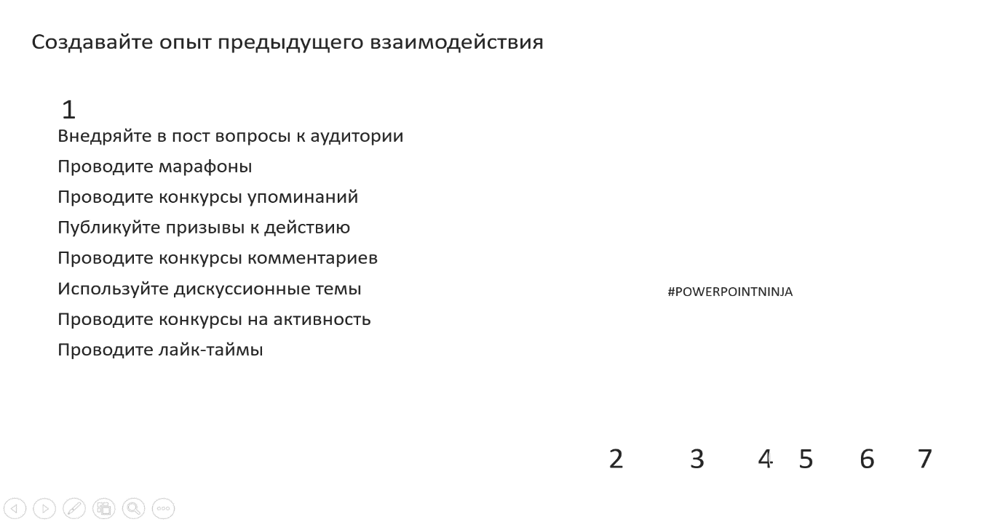 Создавайте опыт предыдущего взаимодействия
1
Внедряйте в пост вопросы к аудитории
Проводите марафоны
Проводите конкурсы упоминаний
Публикуйте призывы к действию
Проводите конкурсы комментариев
Используйте дискуссионные темы
Проводите конкурсы на активность
Проводите лайк-таймы
#POWERPOINTNINJA
2 3 4 5 6 7